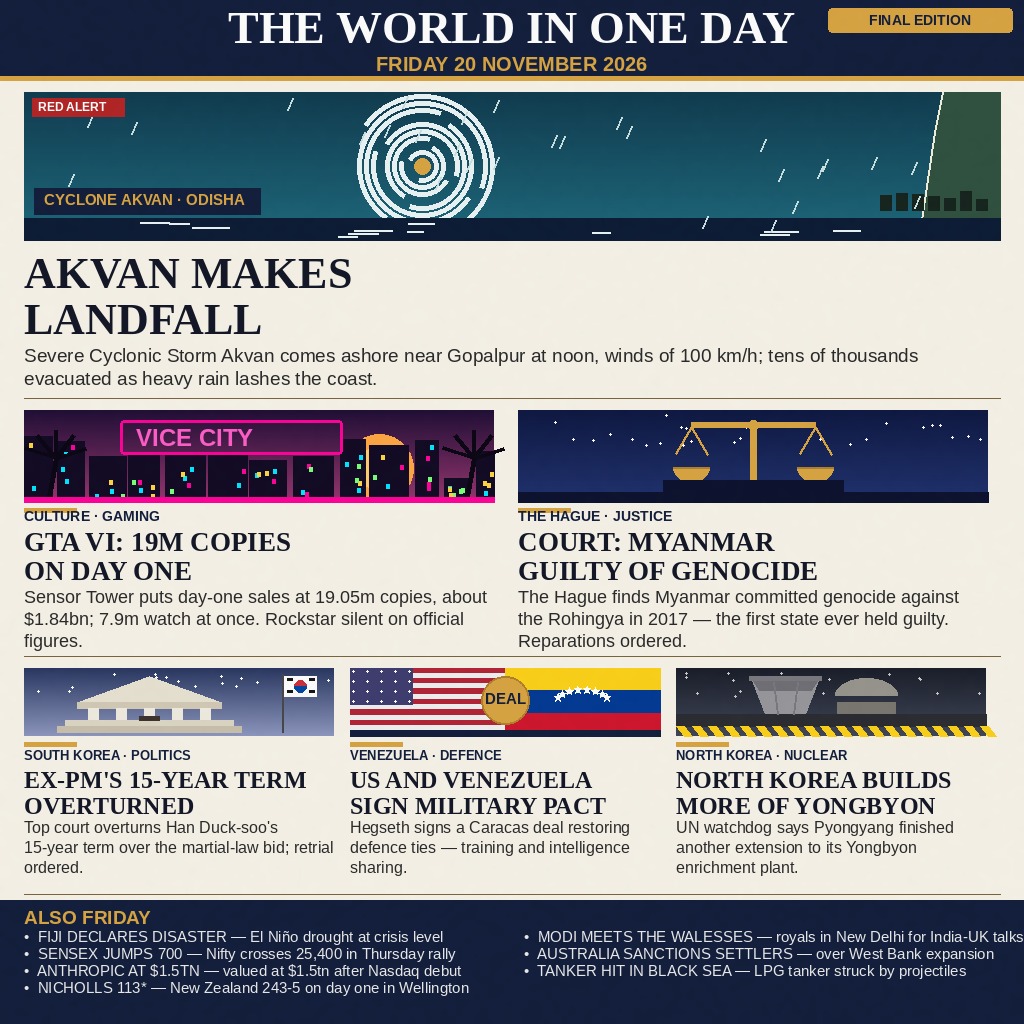 THE WORLD IN ONE DAY
FINAL EDITION
FRIDAY 20 NOVEMBER 2026
RED ALERT
CYCLONE AKVAN · ODISHA
AKVAN MAKES
LANDFALL
Severe Cyclonic Storm Akvan comes ashore near Gopalpur at noon, winds of 100 km/h; tens of thousands
evacuated as heavy rain lashes the coast.
VICE CITY
CULTURE · GAMING
GTA VI: 19M COPIES
ON DAY ONE
Sensor Tower puts day-one sales at 19.05m copies, about
$1.84bn; 7.9m watch at once. Rockstar silent on official
figures.
THE HAGUE · JUSTICE
COURT: MYANMAR
GUILTY OF GENOCIDE
The Hague finds Myanmar committed genocide against
the Rohingya in 2017 — the first state ever held guilty.
Reparations ordered.
SOUTH KOREA · POLITICS
EX-PM'S 15-YEAR TERM
OVERTURNED
Top court overturns Han Duck-soo's
15-year term over the martial-law bid; retrial
ordered.
DEAL
VENEZUELA · DEFENCE
US AND VENEZUELA
SIGN MILITARY PACT
Hegseth signs a Caracas deal restoring
defence ties — training and intelligence
sharing.
NORTH KOREA · NUCLEAR
NORTH KOREA BUILDS
MORE OF YONGBYON
UN watchdog says Pyongyang finished
another extension to its Yongbyon
enrichment plant.
ALSO FRIDAY
• FIJI DECLARES DISASTER — El Niño drought at crisis level
• SENSEX JUMPS 700 — Nifty crosses 25,400 in Thursday rally
• ANTHROPIC AT $1.5TN — valued at $1.5tn after Nasdaq debut
• NICHOLLS 113* — New Zealand 243-5 on day one in Wellington
• MODI MEETS THE WALESSES — royals in New Delhi for India-UK talks
• AUSTRALIA SANCTIONS SETTLERS — over West Bank expansion
• TANKER HIT IN BLACK SEA — LPG tanker struck by projectiles